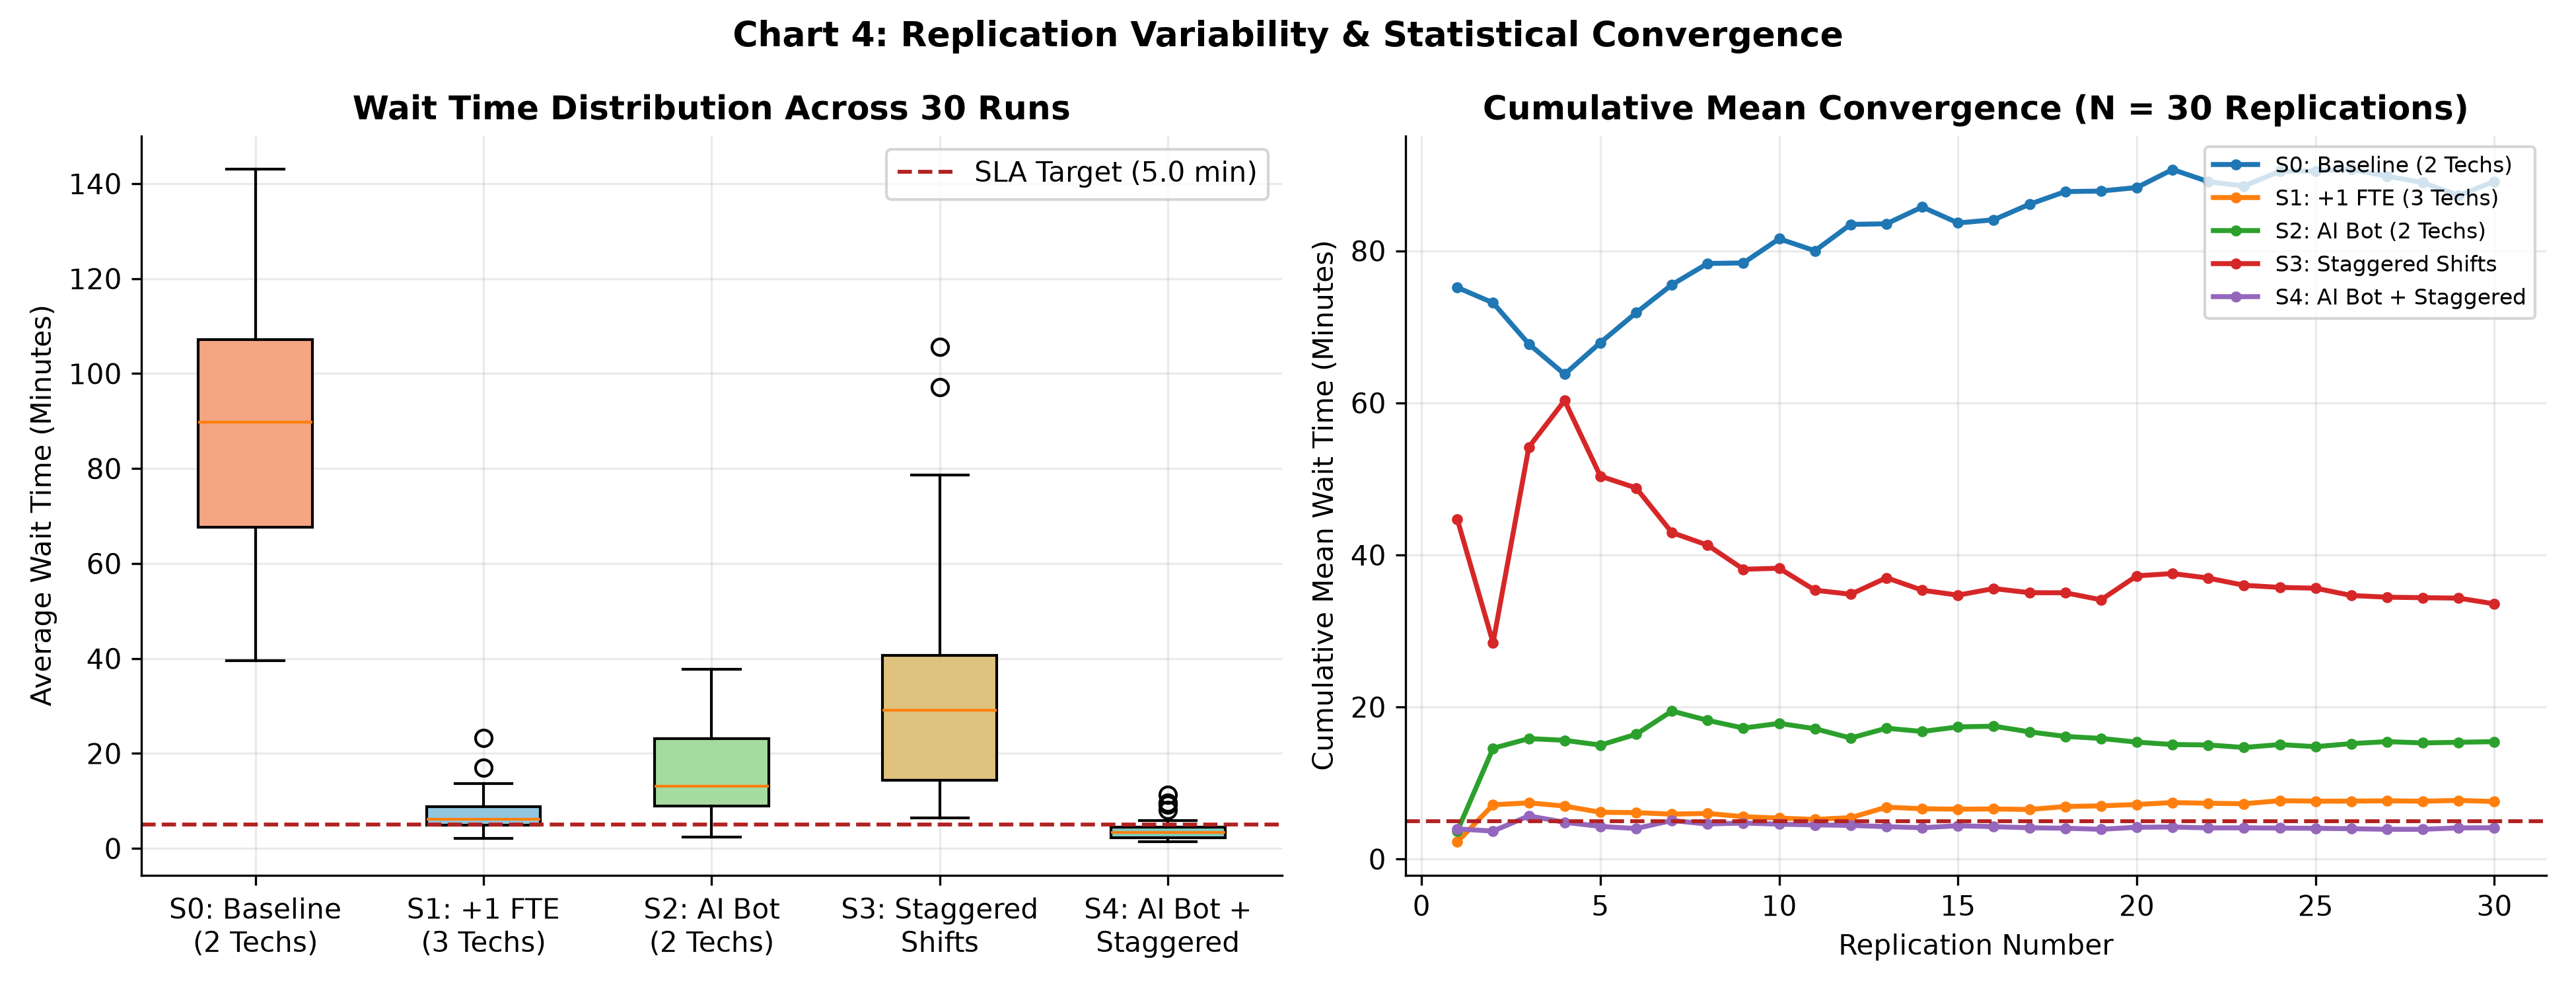 Chart 4: Replication Variability & Statistical Convergence
Wait Time Distribution Across 30 Runs
Average Wait Time (Minutes)
140
120
100
80
60
40
20
0
SLA Target (5.0 min)
S0: Baseline
(2 Techs)
S1: +1 FTE
(3 Techs)
S2: AI Bot
(2 Techs)
S3: Staggered
Shifts
S4: AI Bot +
Staggered
Cumulative Mean Convergence (N = 30 Replications)
Cumulative Mean Wait Time (Minutes)
80
60
40
20
0
S0: Baseline (2 Techs)
S1: +1 FTE (3 Techs)
S2: AI Bot (2 Techs)
S3: Staggered Shifts
S4: AI Bot + Staggered
0 5 10 15 20 25 30
Replication Number